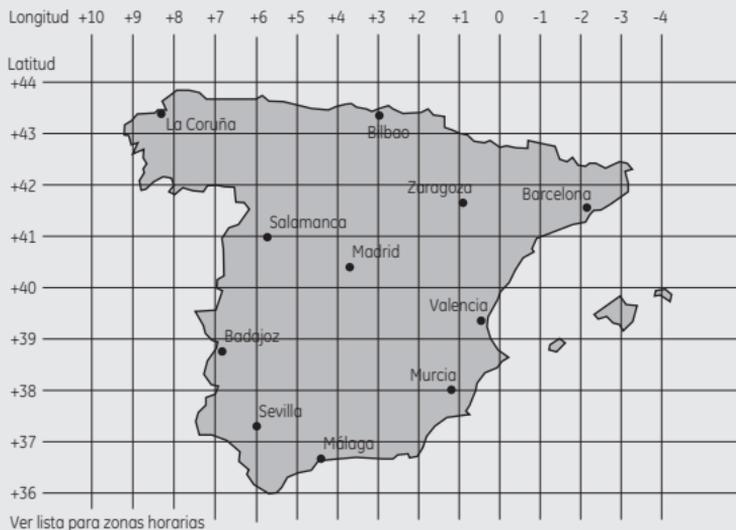 Longitud +10 +9 +8 +7 +6 +5 +4 +3 +2 +1 0 -1 -2 -3 -4
Latitud
+44
La Coruña
Bilbao
+43
+42
Zaragoza
Barcelona
Salamanca
+41
Madrid
+40
Valencia
+39
Badajoz
Murcia
+38
Sevilla
+37
Málaga
+36
Ver lista para zonas horarias